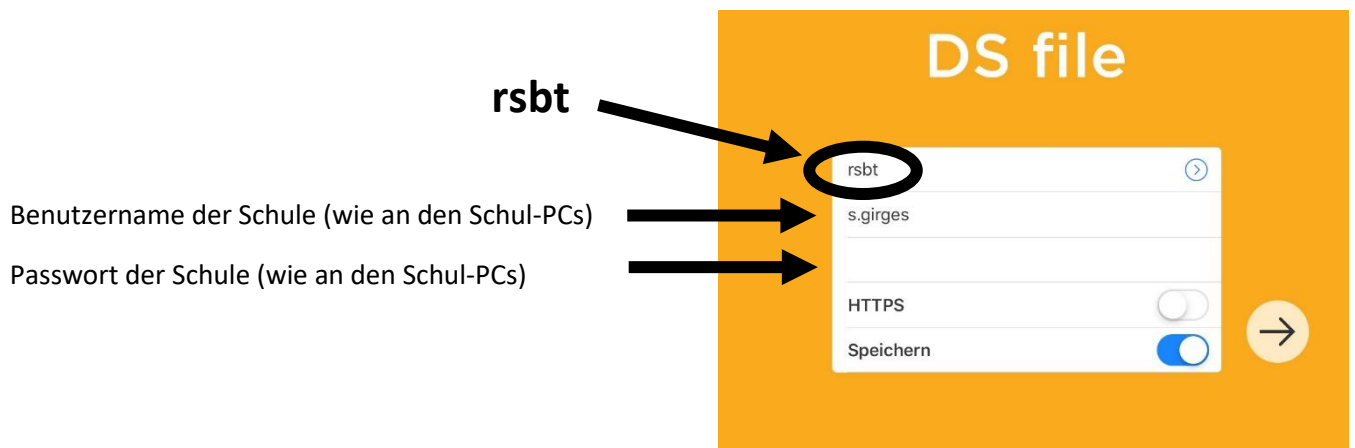 DS file
rsbt
rsbt
Benutzername der Schule (wie an den Schul-PCs)
s.girges
Passwort der Schule (wie an den Schul-PCs)
HTTPS
Speichern